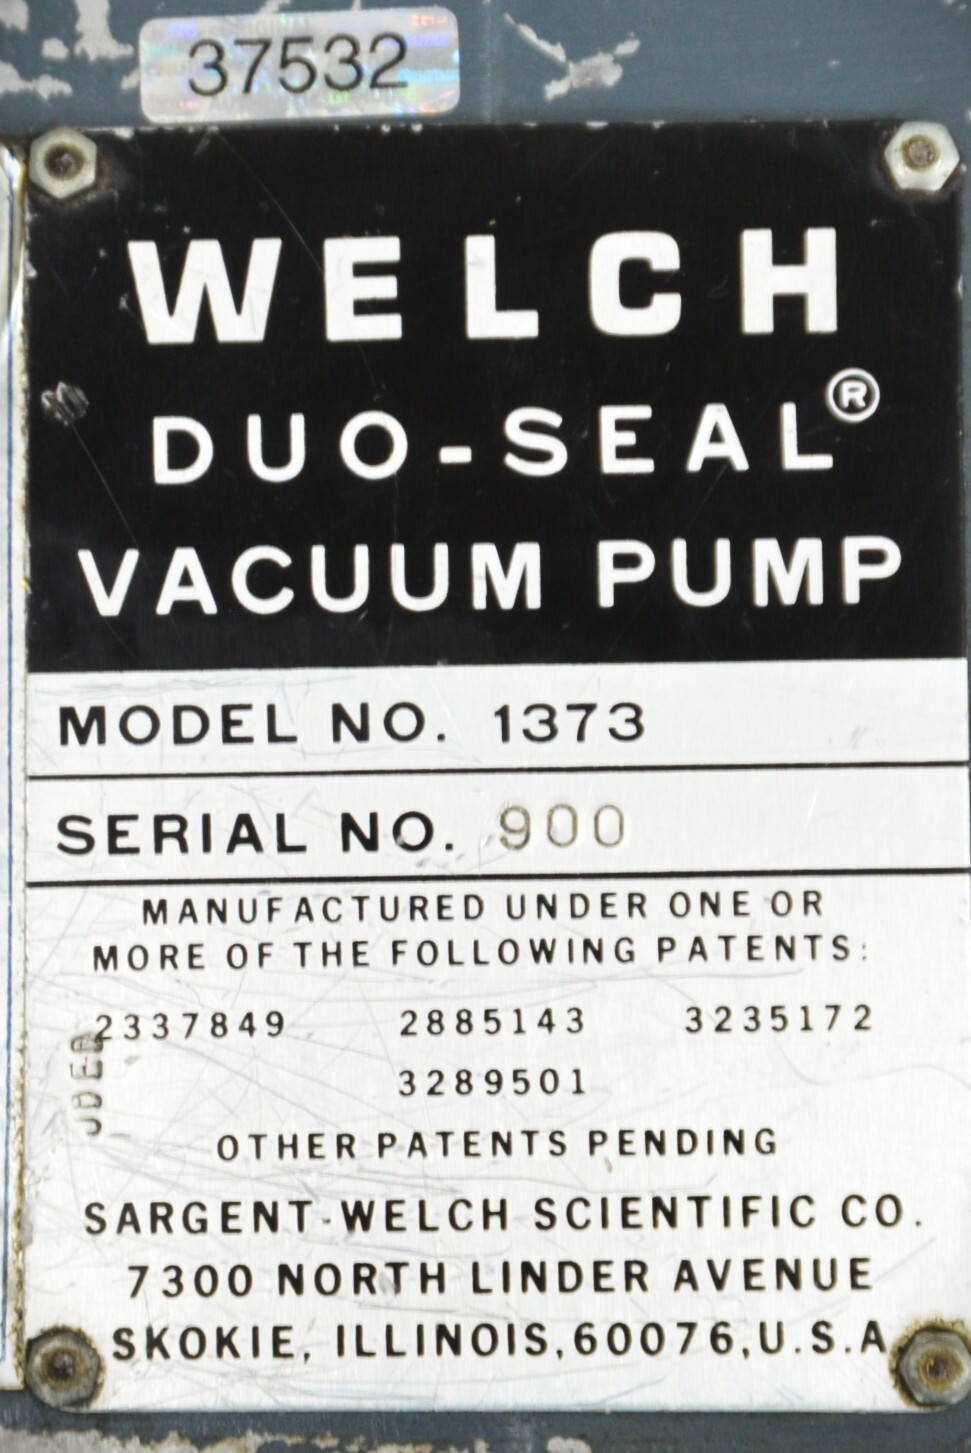 37532
WELCH
DUO-SEAL®
VACUUM PUMP
MODEL NO. 1373
SERIAL NO. 900
MANUFACTURED UNDER ONE OR
MORE OF THE FOLLOWING PATENTS:
2337849 2885143 3235172
3289501
OTHER PATENTS PENDING
SARGENT-WELCH SCIENTIFIC CO.
7300 NORTH LINDER AVENUE
SKOKIE, ILLINOIS, 60076, U.S.A